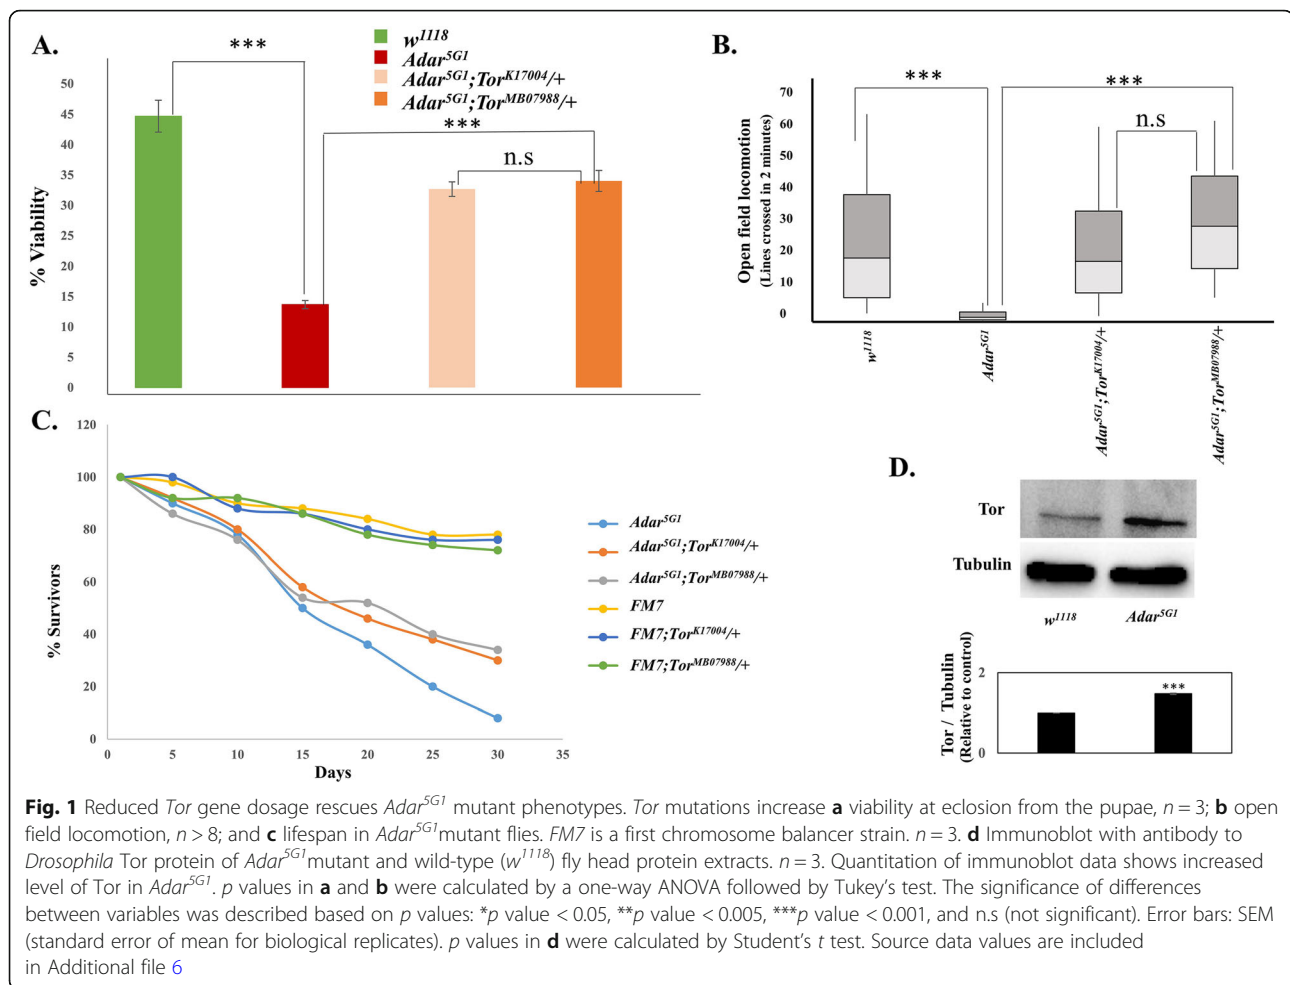 A.
***
w1118
Adar5G1
Adar5G1;TorK17004/+
Adar5G1;TorMB07988/+
***
n.s
% Viability
50
45
40
35
30
25
20
15
10
5
0
B.
***
***
n.s
Open field locomotion
(Lines crossed in 2 minutes)
70
60
50
40
30
20
10
0
w1118
Adar5G1
Adar5G1;TorK17004/+
Adar5G1;TorMB07988/+
C.
% Survivors
120
100
80
60
40
20
0
0 5 10 15 20 25 30 35
Days
Adar5G1
Adar5G1;TorK17004/+
Adar5G1;TorMB07988/+
FM7
FM7;TorK17004/+
FM7;TorMB07988/+
D.
Tor
Tubulin
w1118 Adar5G1
Tor / Tubulin
(Relative to control)
2
0
***
Fig. 1 Reduced Tor gene dosage rescues Adar5G1 mutant phenotypes. Tor mutations increase a viability at eclosion from the pupae, n = 3; b open
field locomotion, n > 8; and c lifespan in Adar5G1mutant flies. FM7 is a first chromosome balancer strain. n = 3. d Immunoblot with antibody to
Drosophila Tor protein of Adar5G1mutant and wild-type (w1118) fly head protein extracts. n = 3. Quantitation of immunoblot data shows increased
level of Tor in Adar5G1. p values in a and b were calculated by a one-way ANOVA followed by Tukey's test. The significance of differences
between variables was described based on p values: *p value < 0.05, **p value < 0.005, ***p value < 0.001, and n.s (not significant). Error bars: SEM
(standard error of mean for biological replicates). p values in d were calculated by Student's t test. Source data values are included
in Additional file 6